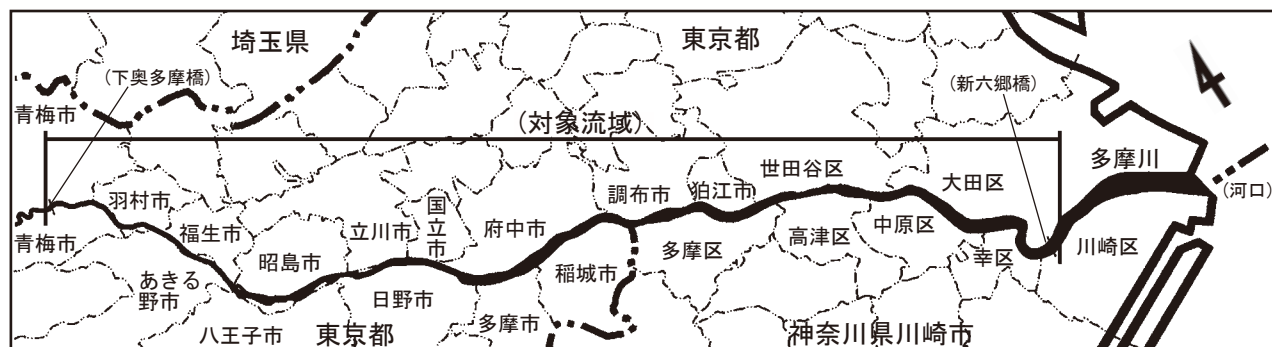 埼玉県
東京都
(下奥多摩橋)
(新六郷橋)
青梅市
(対象流域)
多摩川
世田谷区
大田区
(河口)
羽村市
調布市
狛江市
国立市
青梅市
福生市
立川市
府中市
中原区
高津区
多摩区
川崎区
幸区
昭島市
稲城市
あきる
野市
日野市
多摩市
八王子市
東京都
神奈川県川崎市